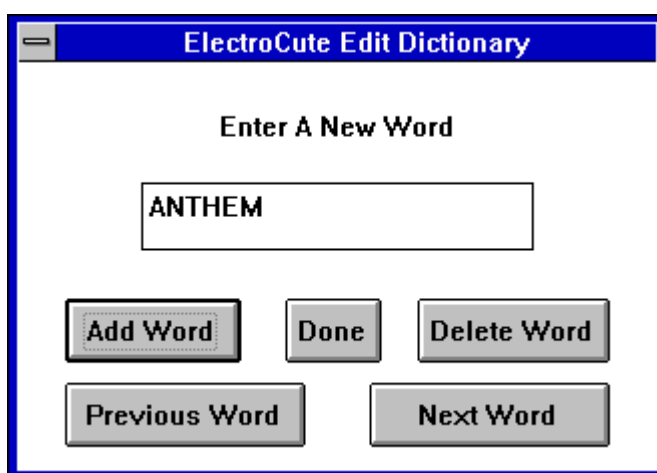 ElectroCute Edit Dictionary
Enter A New Word
ANTHEM
Add Word Done Delete Word
Previous Word Next Word